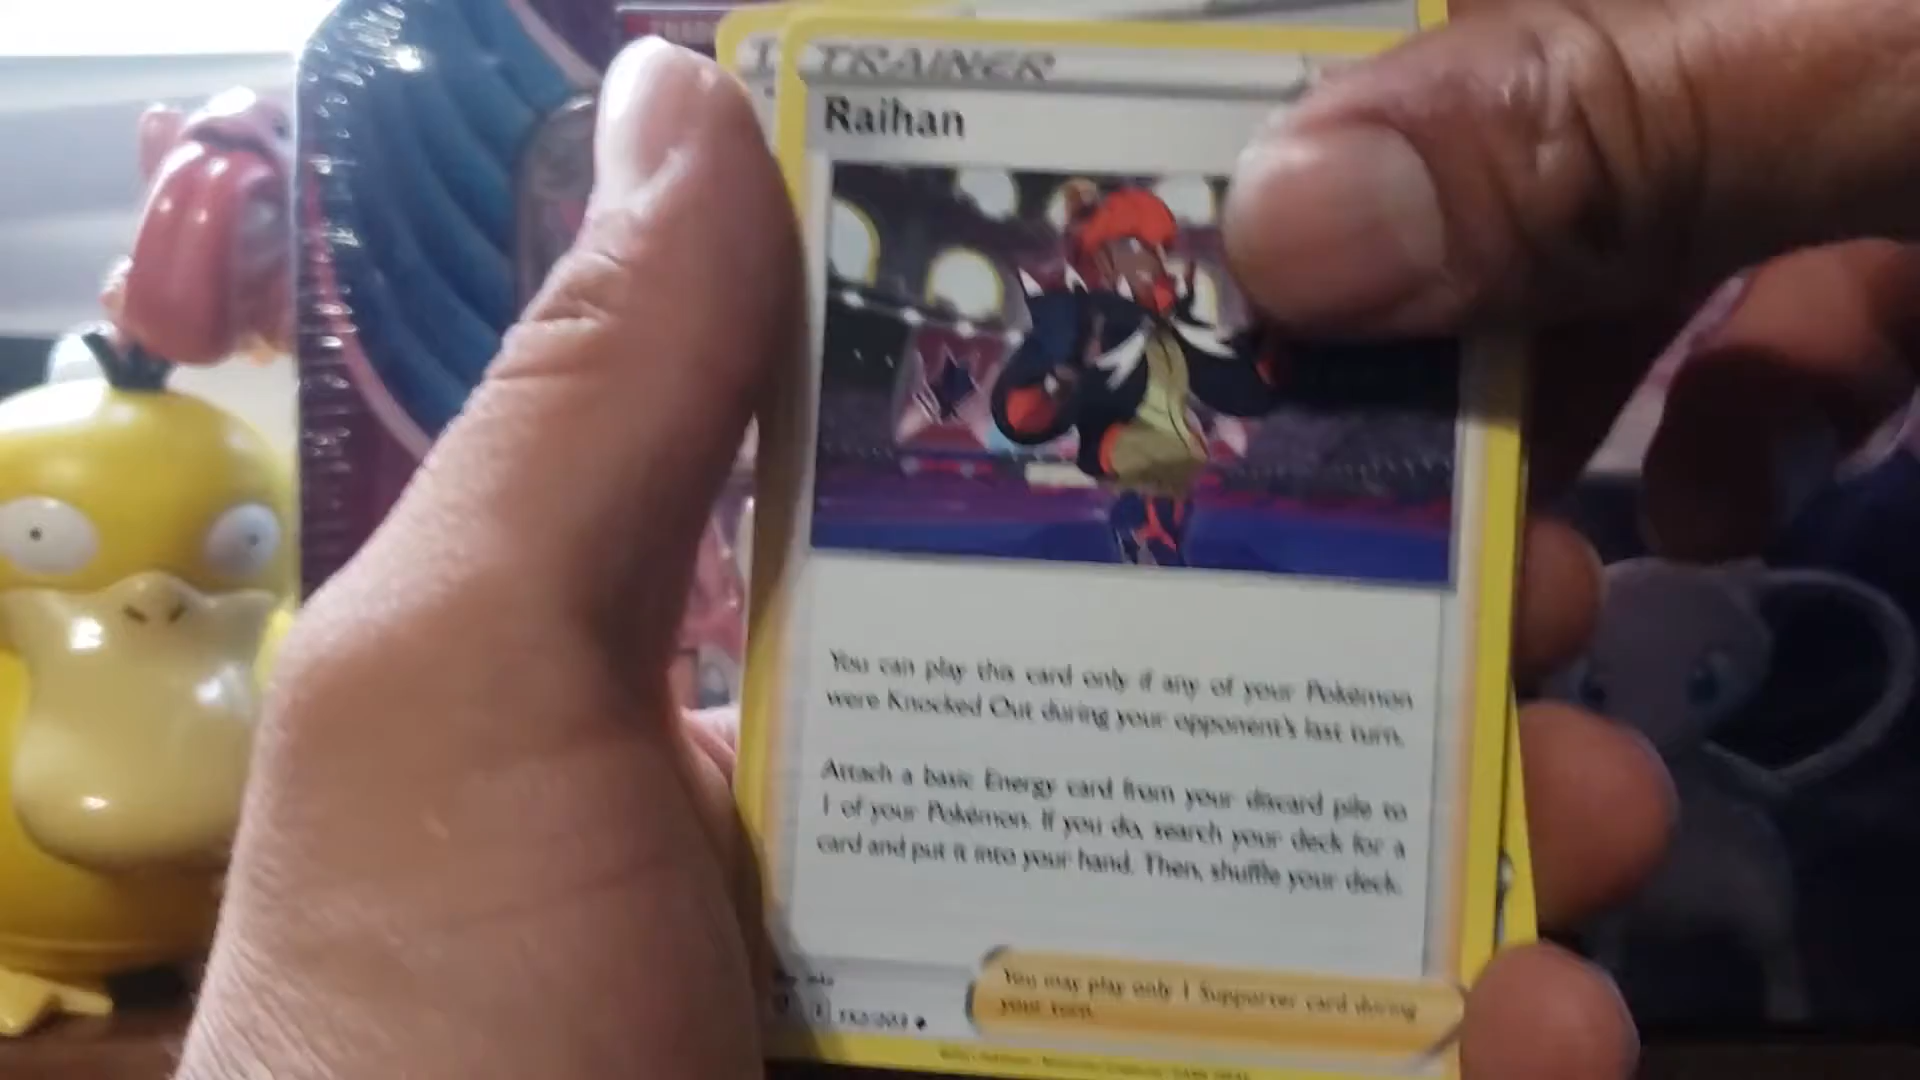 TRAINER
Raihan
You can play this card only if any of your Pokémon
were Knocked Out during your opponent's last turn.
Attach a basic Energy card from your discard pile to
1 of your Pokémon. If you do, search your deck for a
card and put it into your hand. Then, shuffle your deck.
You may play only 1 Supporter card during
your turn.